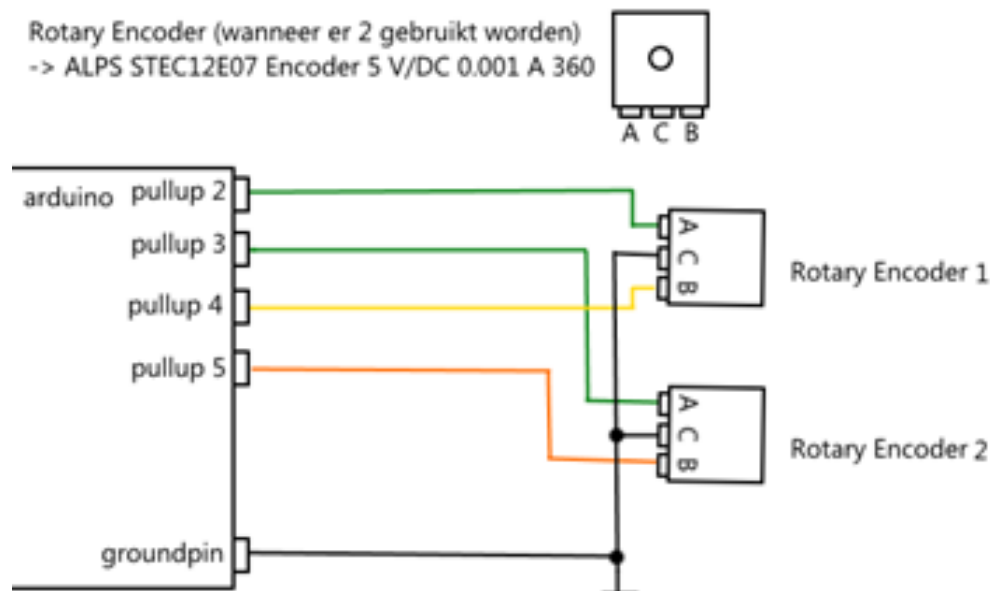 Rotary Encoder (wanneer er 2 gebruikt worden)
-> ALPS STEC12E07 Encoder 5 V/DC 0.001 A 360
A C B
arduino pullup 2
pullup 3
pullup 4
pullup 5
groundpin
A
C
B
Rotary Encoder 1
A
C
B
Rotary Encoder 2